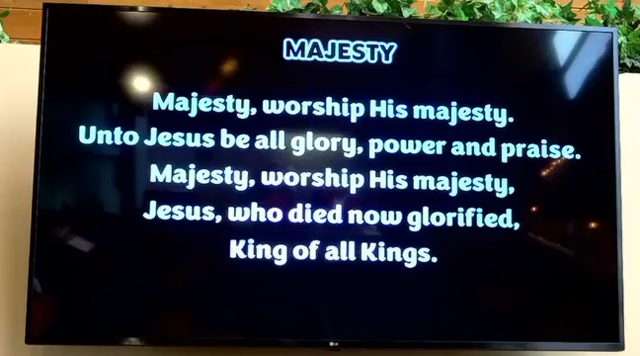 MAJESTY
Majesty, worship His majesty.
Unto Jesus be all glory, power and praise.
Majesty, worship His majesty,
Jesus, who died now glorified,
King of all Kings.
LG